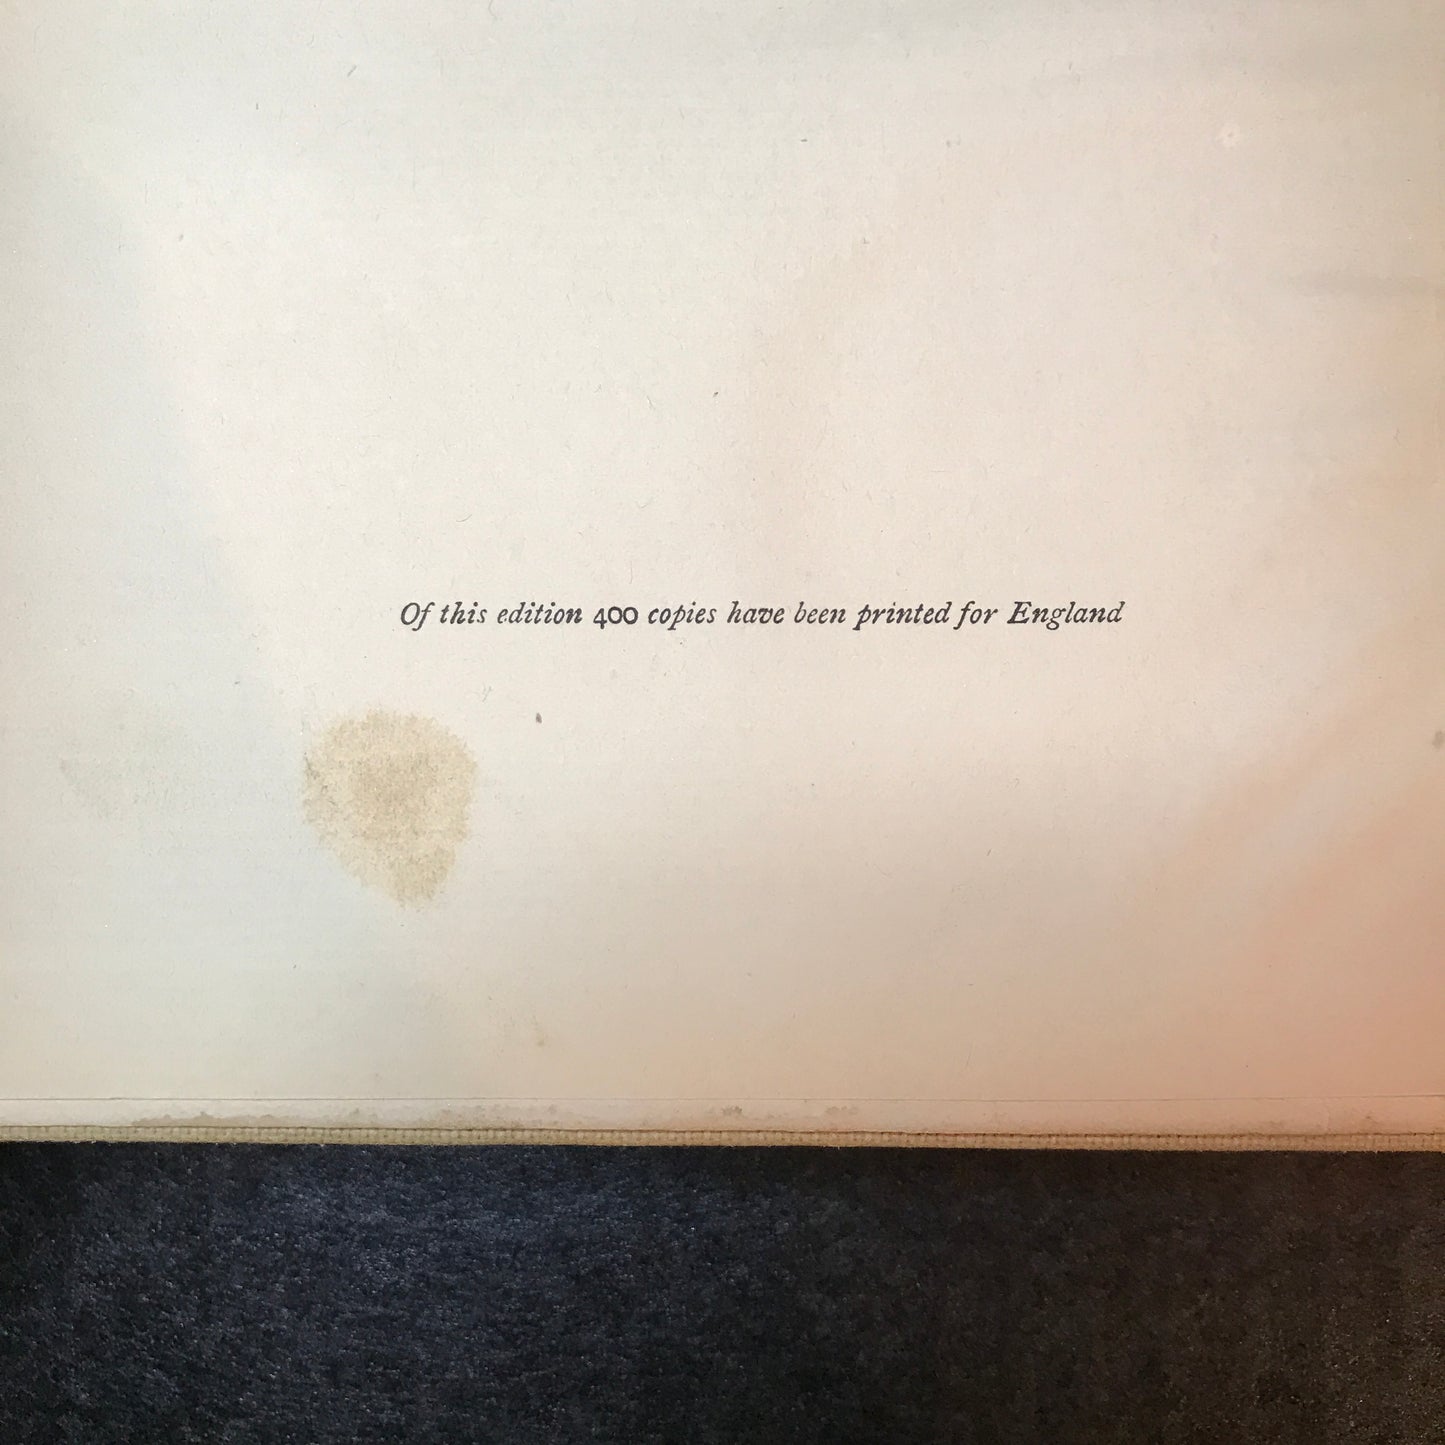 Of this edition 400 copies have been printed for England